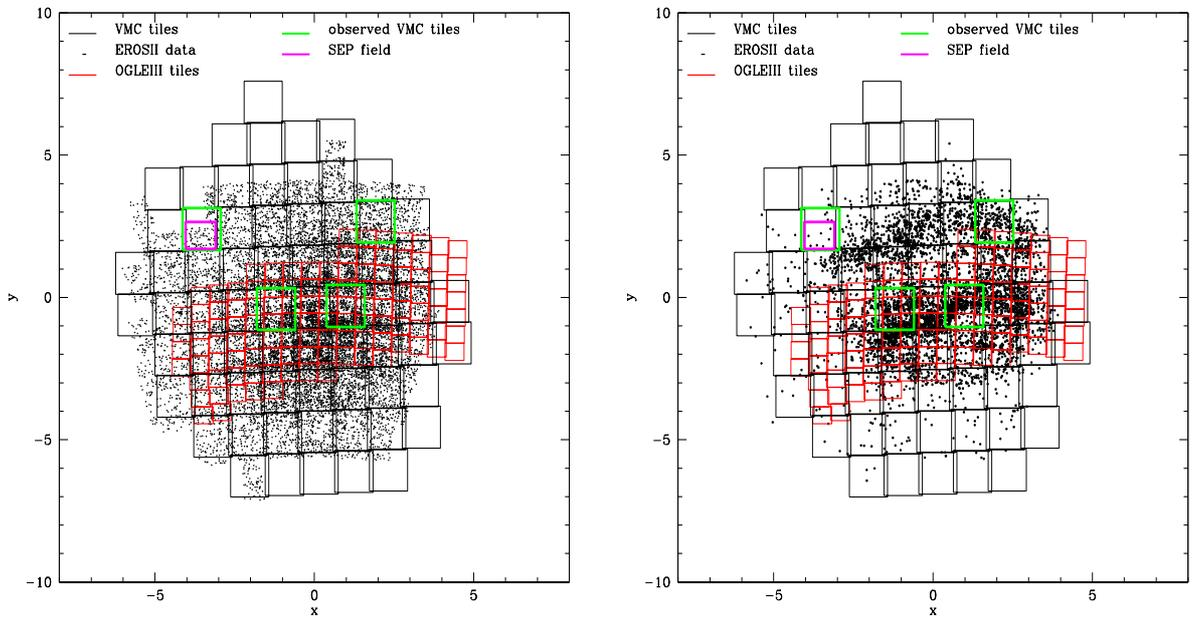 10
VMC tiles
observed VMC tiles
EROSII data
SEP field
OGLEIII tiles
5
y
0
−5
−10
−5
0
5
x
10
VMC tiles
observed VMC tiles
EROSII data
SEP field
OGLEIII tiles
5
y
0
−5
−10
−5
0
5
x